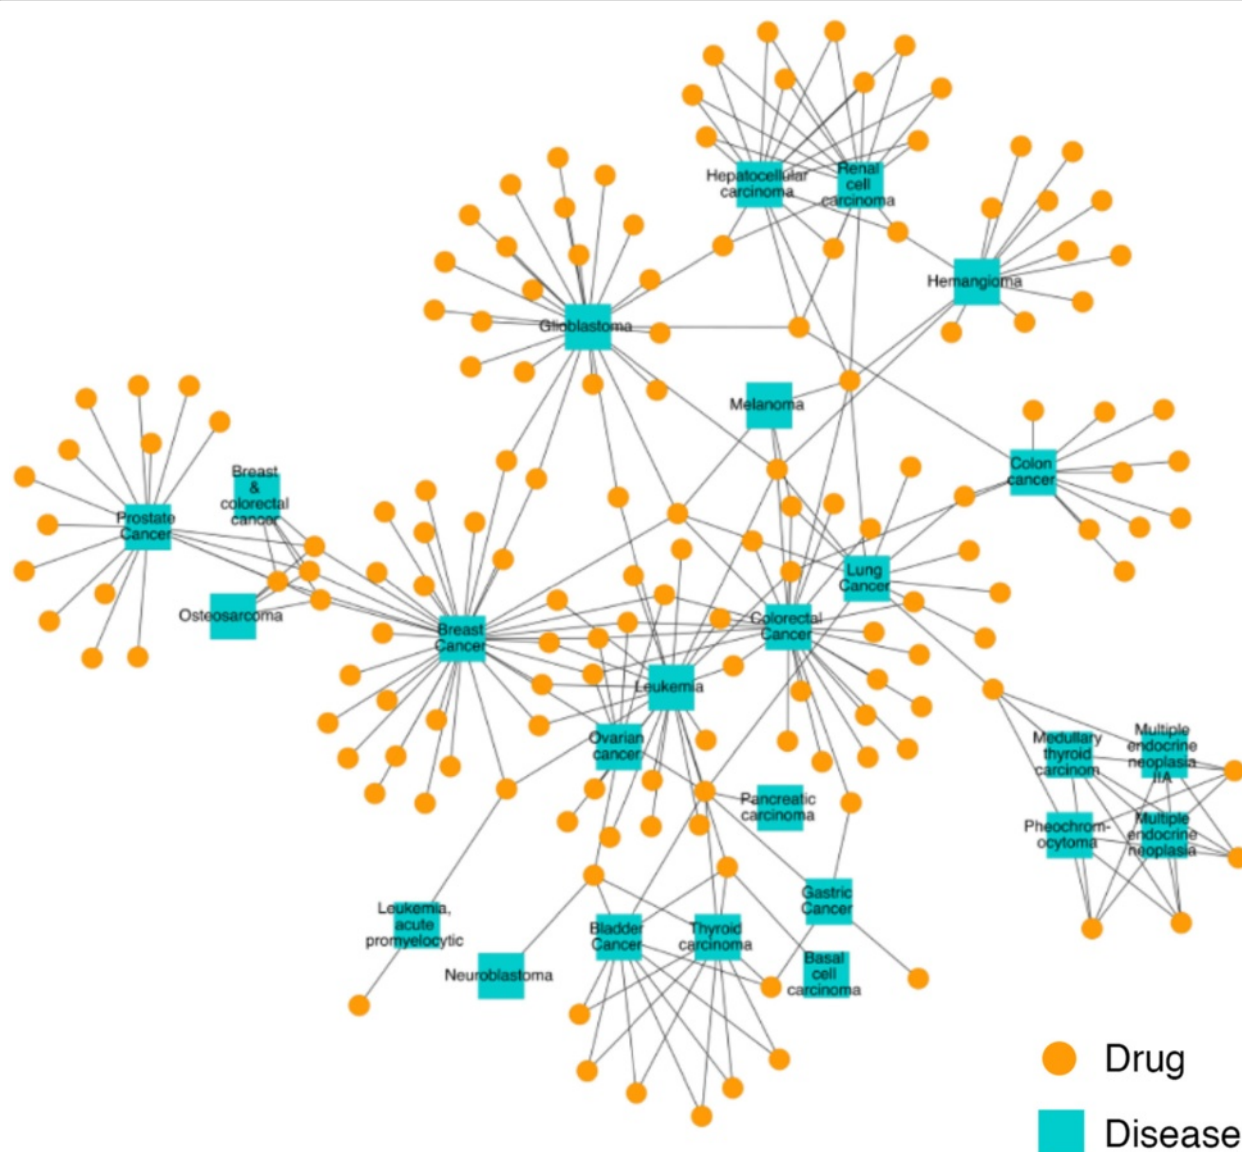 Hepatocellular
carcinoma
Renal
cell
carcinoma
Hemangioma
Glioblastoma
Melanoma
Colon
cancer
Breast
&
colorectal
cancer
Prostate
Cancer
Osteosarcoma
Lung
Cancer
Breast
Cancer
Colorectal
Cancer
Leukemia
Ovarian
cancer
Medullary
thyroid
carcinom
Multiple
endocrine
neoplasia
IIA
Pancreatic
carcinoma
Pheochrom-
ocytoma
Multiple
endocrine
neoplasia
Gastric
Cancer
Leukemia,
acute
promyelocytic
Bladder
Cancer
Thyroid
carcinoma
Neuroblastoma
Basal
cell
carcinoma
Drug
Disease